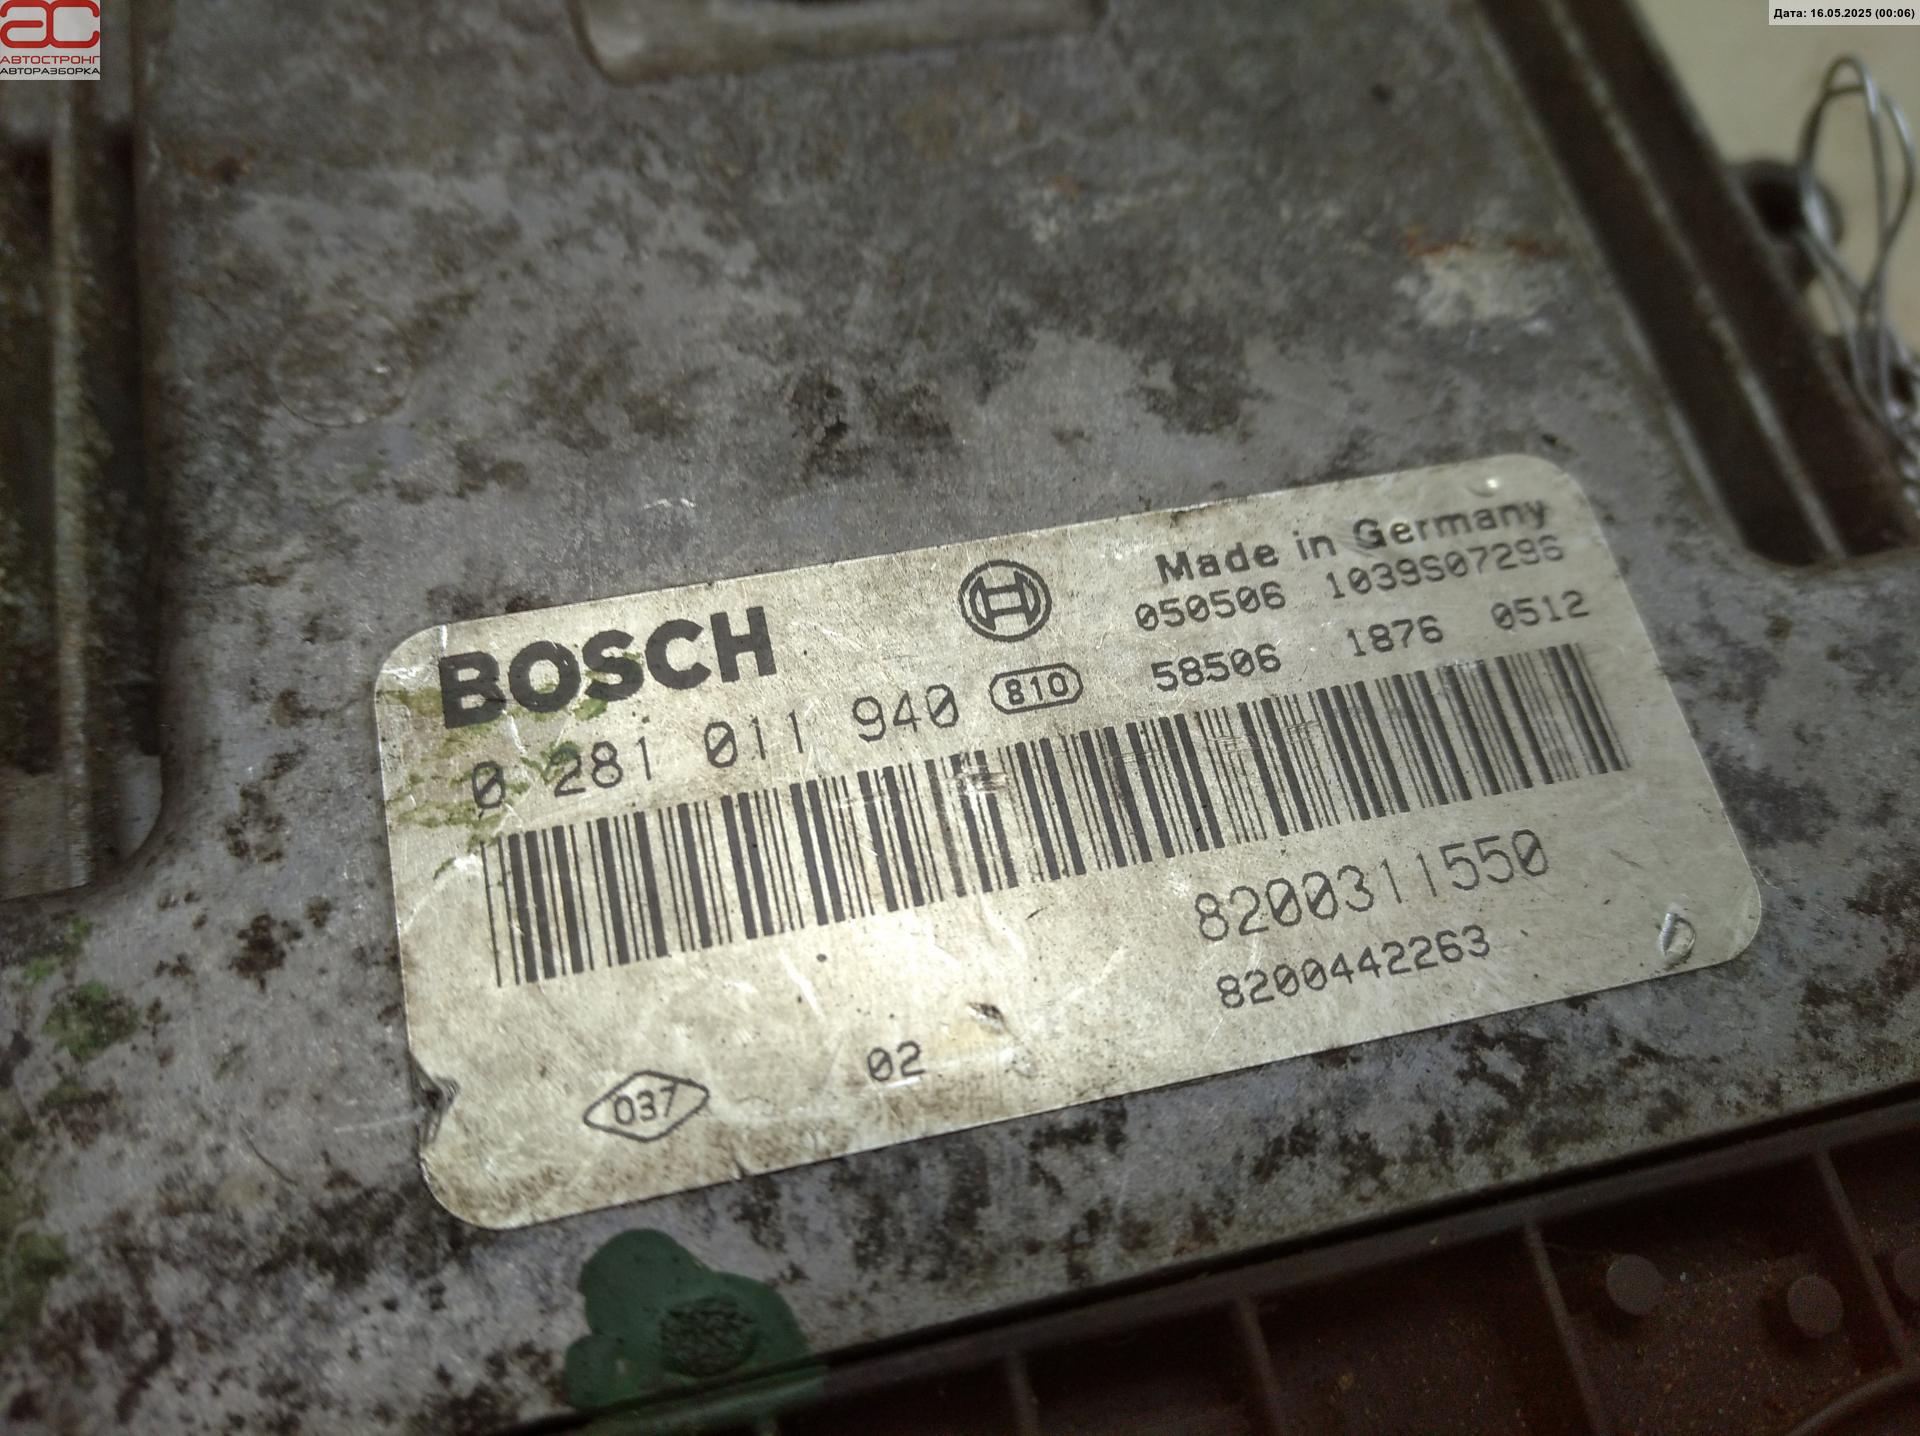 ac
АВТОСТРОНГ
АВТОРАЗБОРКА
Дата: 16.05.2025 (00:06)
Made in Germany
BOSCH
050506 1039S07296
0 281 011 940 810
58506 1876 0512
8200311550
8200442263
02
037